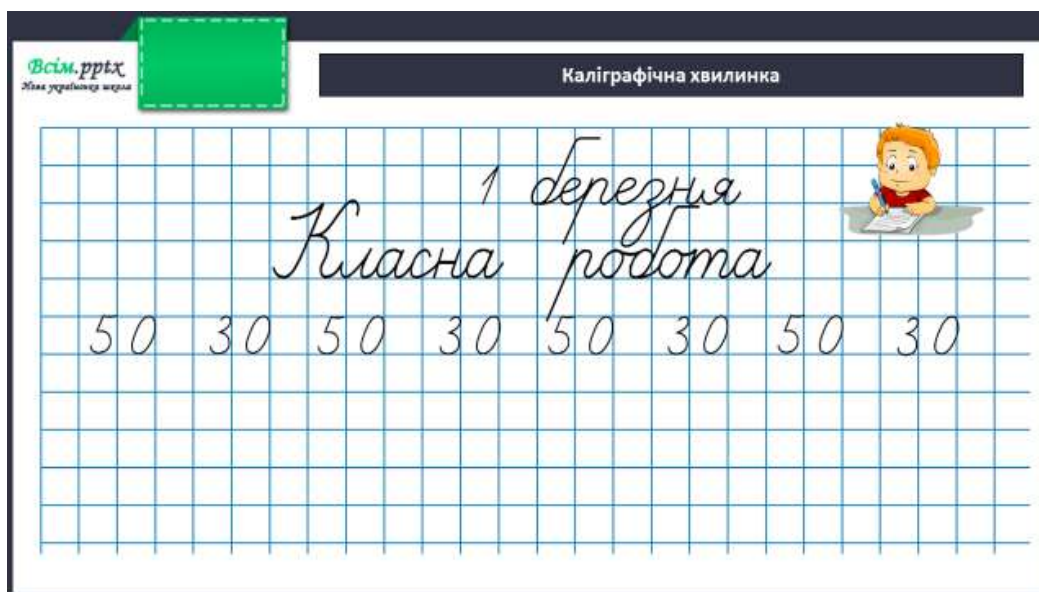 Всім.pptx
Нова українська школа
Каліграфічна хвилинка
1 березня
Класна робота
50 30 50 30 50 30 50 30